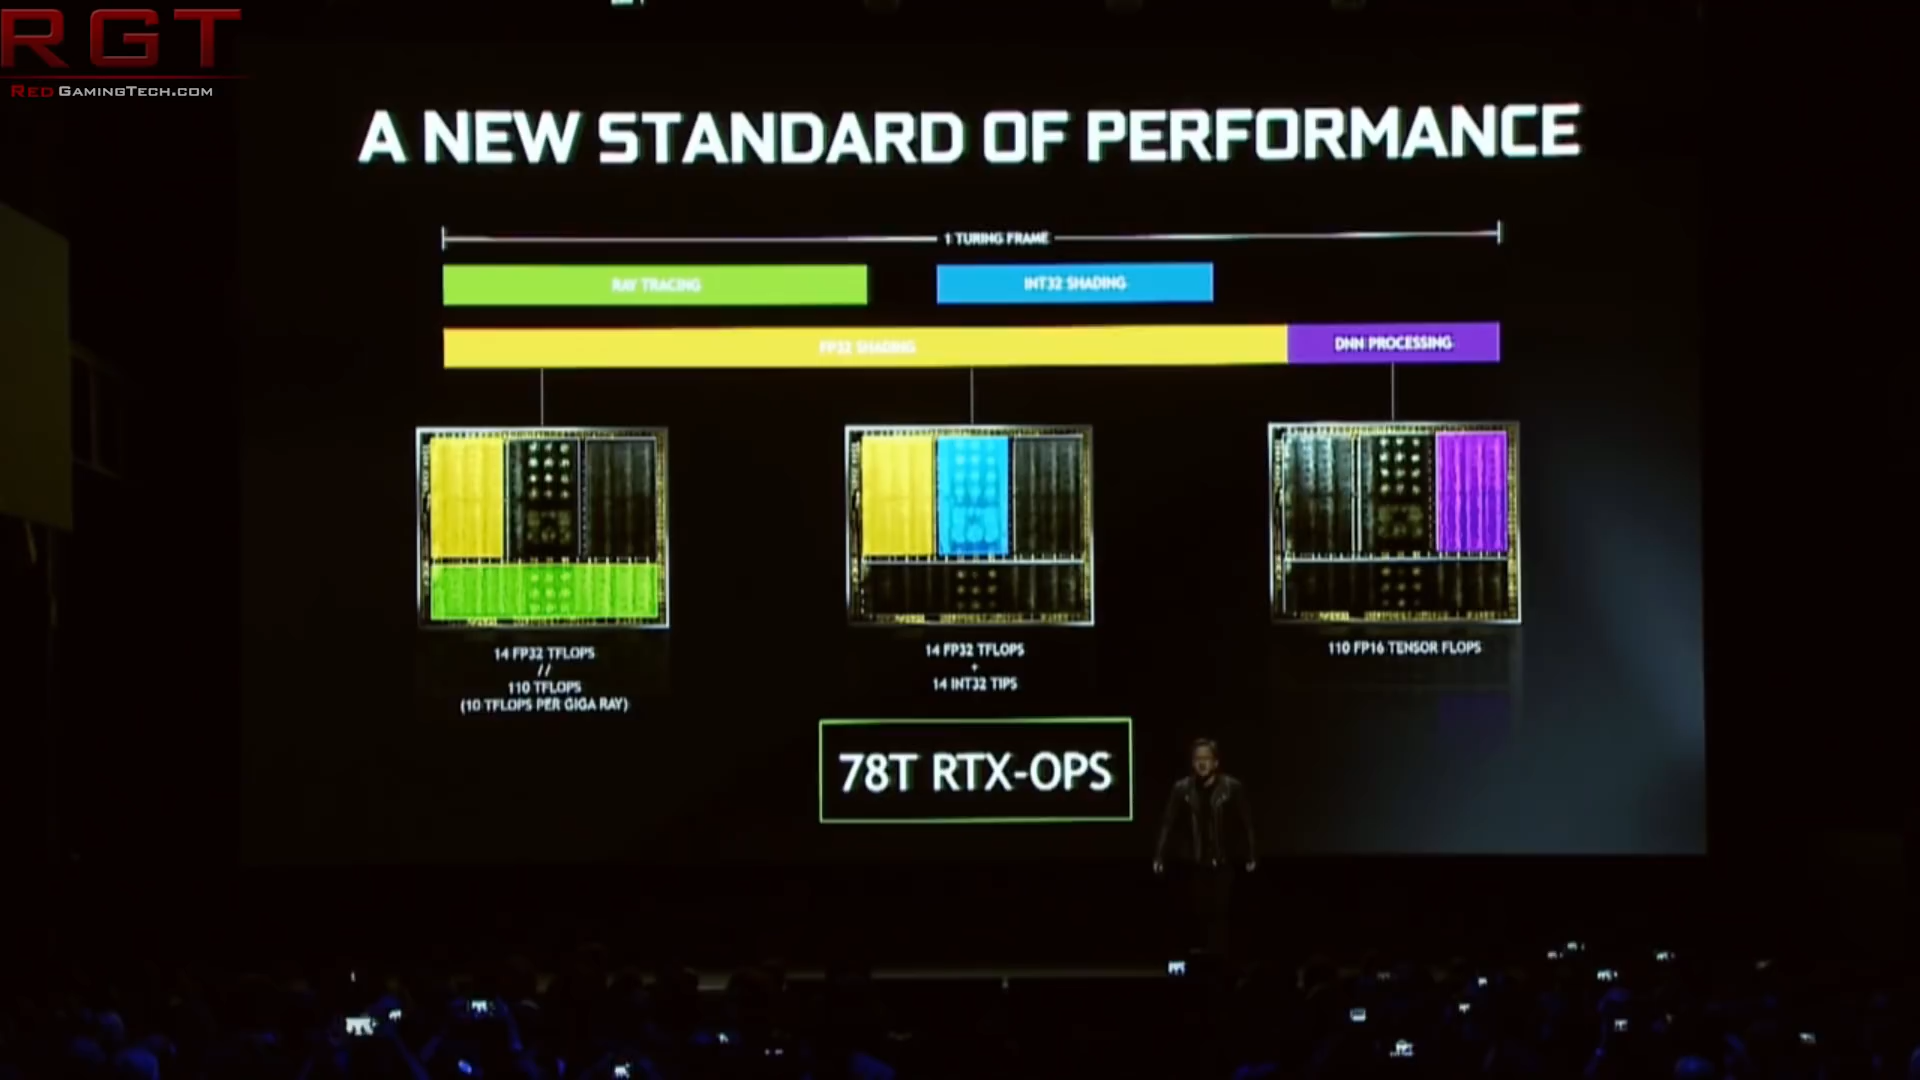 RGT
RED GAMINGTECH.COM
A NEW STANDARD OF PERFORMANCE
1 TURING FRAME
RAY TRACING
INT32 SHADING
FP32 SHADING
DNN PROCESSING
14 FP32 TFLOPS
//
110 TFLOPS
(10 TFLOPS PER GIGA RAY)
14 FP32 TFLOPS
+
14 INT32 TIPS
110 FP16 TENSOR FLOPS
78T RTX-OPS